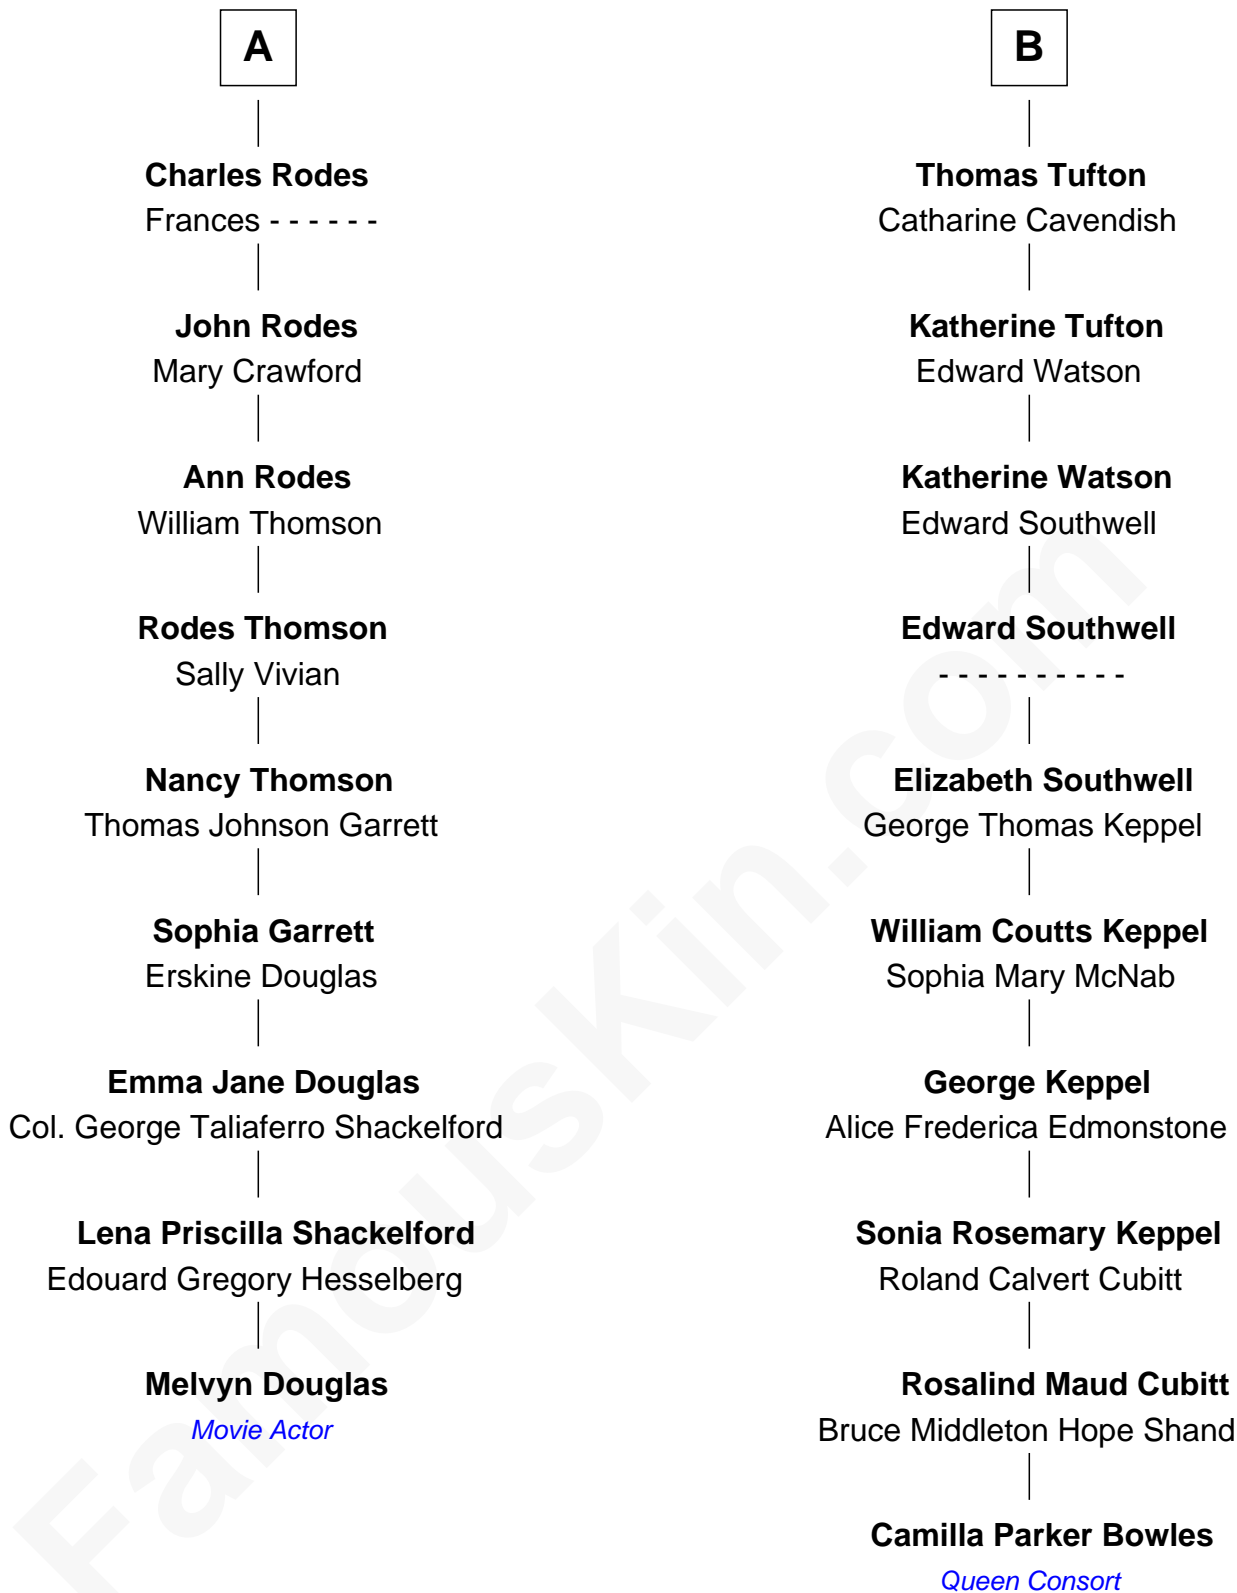 A
Charles Rodes
Frances - - - - - -
John Rodes
Mary Crawford
Ann Rodes
William Thomson
Rodes Thomson
Sally Vivian
Nancy Thomson
Thomas Johnson Garrett
Sophia Garrett
Erskine Douglas
Emma Jane Douglas
Col. George Taliaferro Shackelford
Lena Priscilla Shackelford
Edouard Gregory Hesselberg
Melvyn Douglas
Movie Actor
B
Thomas Tufton
Catharine Cavendish
Katherine Tufton
Edward Watson
Katherine Watson
Edward Southwell
Edward Southwell
- - - - - - - - - -
Elizabeth Southwell
George Thomas Keppel
William Coutts Keppel
Sophia Mary McNab
George Keppel
Alice Frederica Edmonstone
Sonia Rosemary Keppel
Roland Calvert Cubitt
Rosalind Maud Cubitt
Bruce Middleton Hope Shand
Camilla Parker Bowles
Queen Consort
FamousKin.com